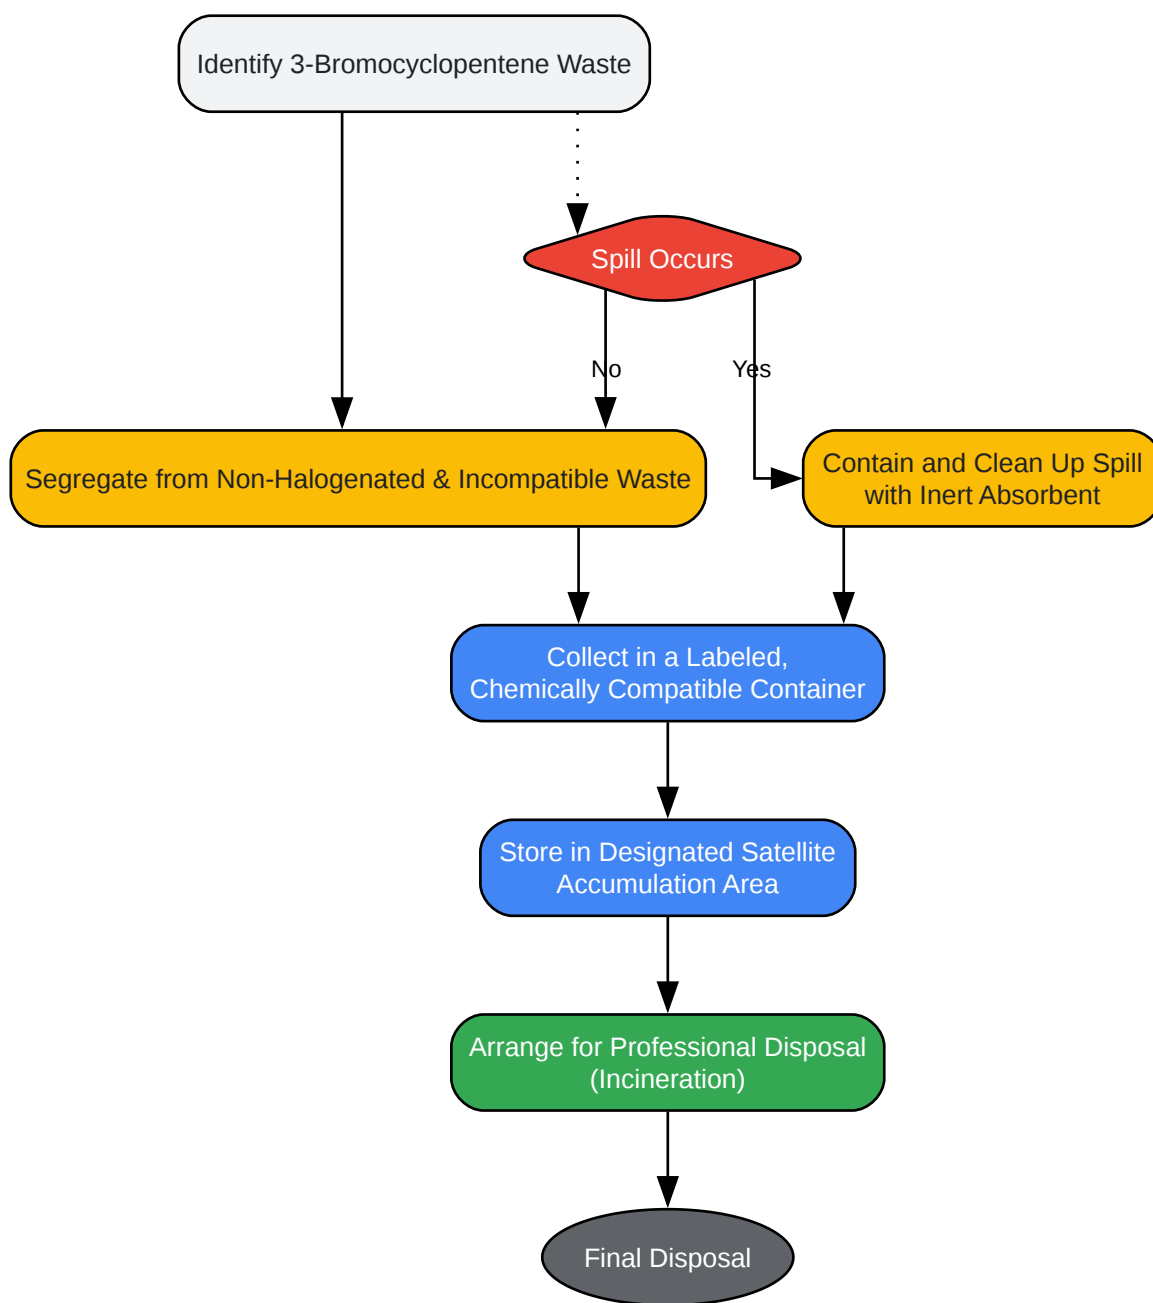 Identify 3-Bromocyclopentene Waste
Spill Occurs
No
Yes
Segregate from Non-Halogenated & Incompatible Waste
Contain and Clean Up Spill
with Inert Absorbent
Collect in a Labeled,
Chemically Compatible Container
Store in Designated Satellite
Accumulation Area
Arrange for Professional Disposal
(Incineration)
Final Disposal